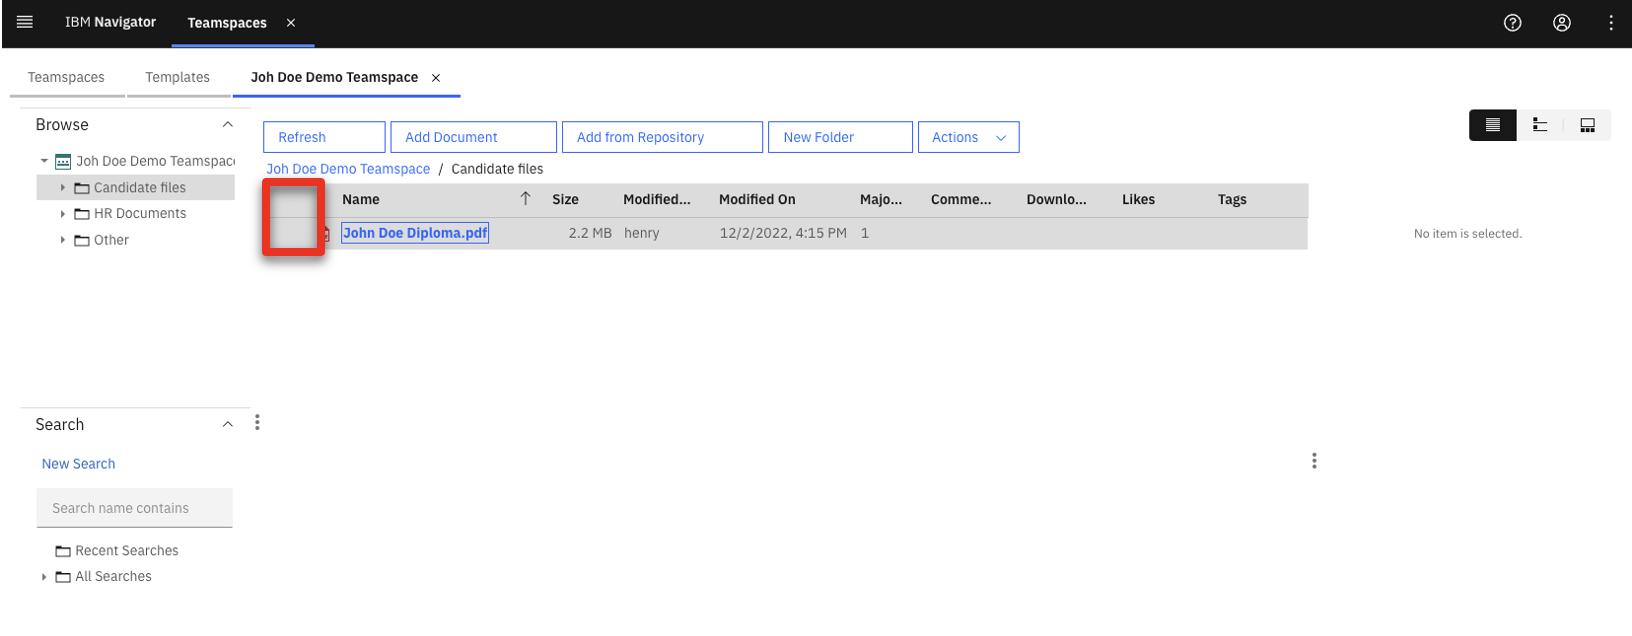 IBM Navigator Teamspaces
Teamspaces Templates Joh Doe Demo Teamspace
Browse
Joh Doe Demo Teamspac
Candidate files
HR Documents
Other
Refresh Add Document Add from Repository New Folder Actions
Joh Doe Demo Teamspace / Candidate files
Name Size Modified... Modified On Majo... Comme... Downlo... Likes Tags
John Doe Diploma.pdf 2.2 MB henry 12/2/2022, 4:15 PM 1
No item is selected.
Search
New Search
Search name contains
Recent Searches
All Searches